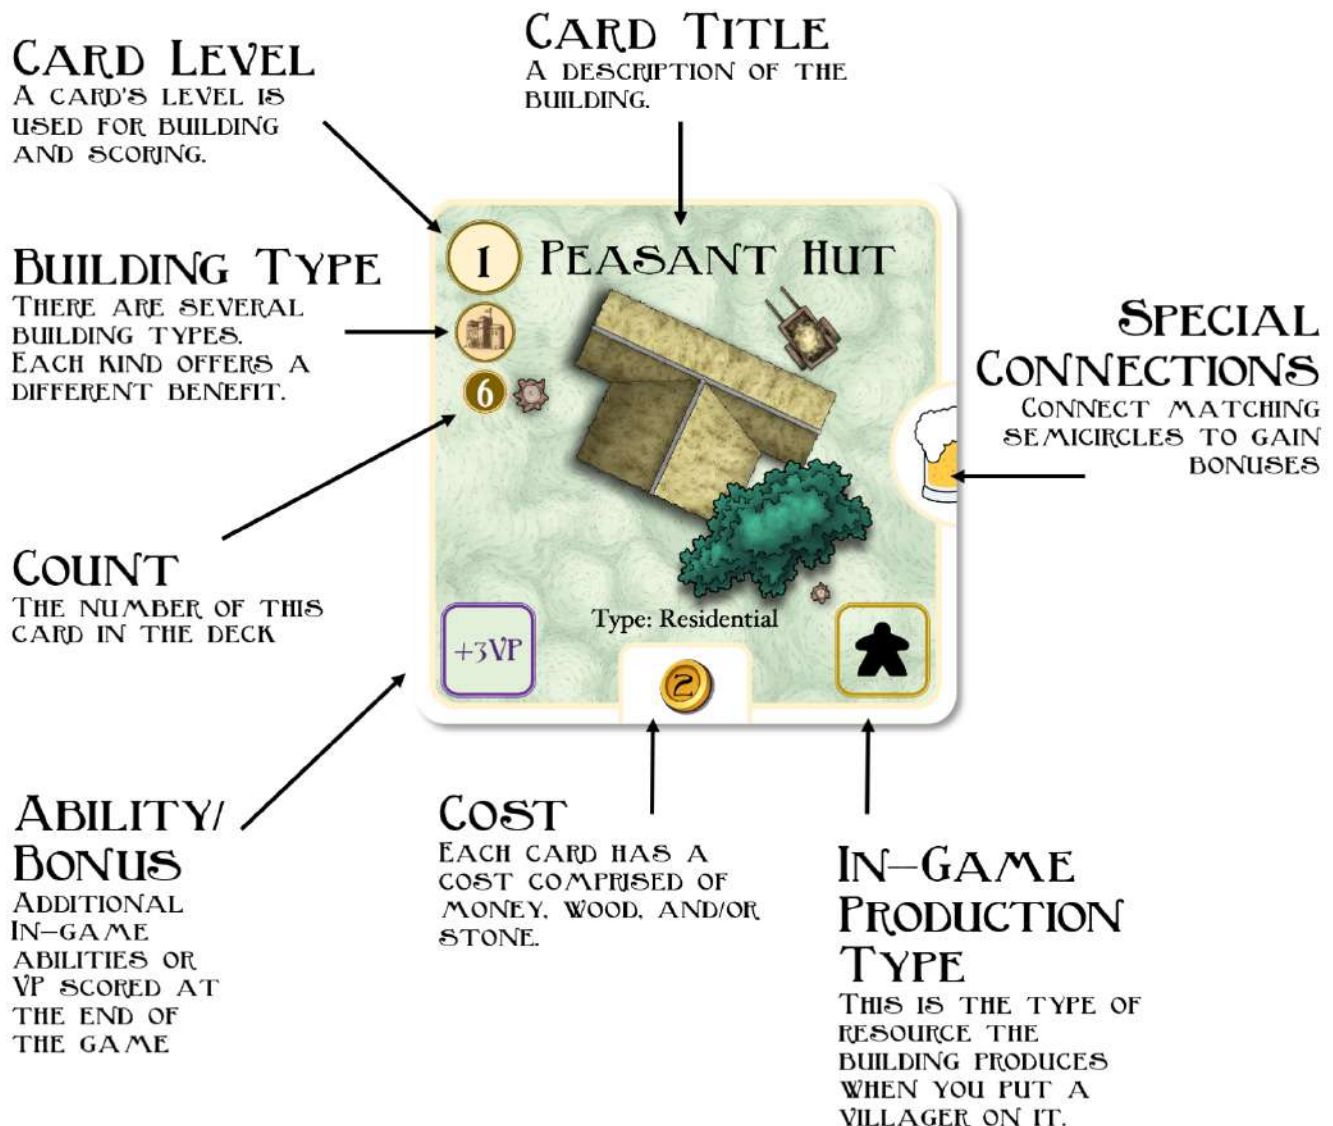 CARD TITLE
A DESCRIPTION OF THE
BUILDING.
CARD LEVEL
A CARD'S LEVEL IS
USED FOR BUILDING
AND SCORING.
BUILDING TYPE
THERE ARE SEVERAL
BUILDING TYPES.
EACH KIND OFFERS A
DIFFERENT BENEFIT.
COUNT
THE NUMBER OF THIS
CARD IN THE DECK
1 PEASANT HUT
6
Type: Residential
+3VP
2
SPECIAL
CONNECTIONS
CONNECT MATCHING
SEMICIRCLES TO GAIN
BONUSES
ABILITY/
BONUS
ADDITIONAL
IN-GAME
ABILITIES OR
VP SCORED AT
THE END OF
THE GAME
COST
EACH CARD HAS A
COST COMPRISED OF
MONEY, WOOD, AND/OR
STONE.
IN-GAME
PRODUCTION
TYPE
THIS IS THE TYPE OF
RESOURCE THE
BUILDING PRODUCES
WHEN YOU PUT A
VILLAGER ON IT.